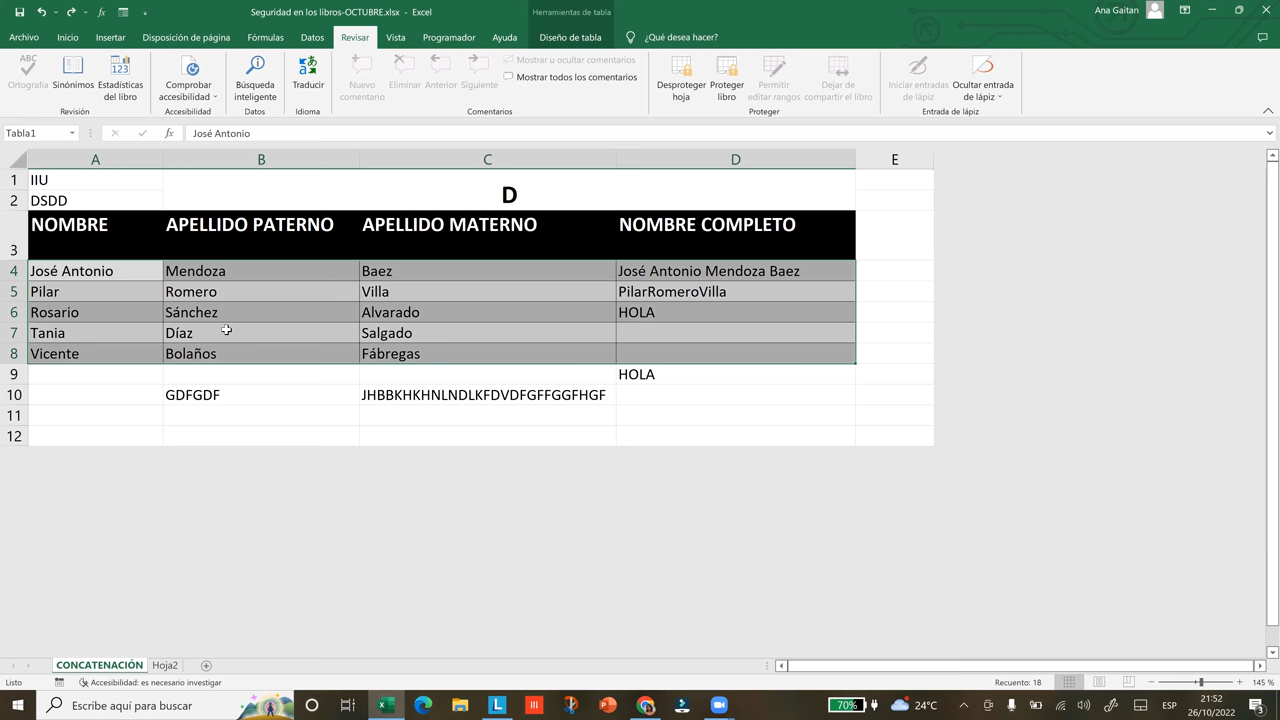 Seguridad en los libros-OCTUBRE.xlsx - Excel
Herramientas de tabla
Ana Gaitan
Archivo Inicio Insertar Disposición de página Fórmulas Datos Revisar Vista Programador Ayuda Diseño de tabla ¿Qué desea hacer?
Ortografía
Sinónimos
Estadísticas del libro
Revisión
Comprobar accesibilidad
Accesibilidad
Búsqueda inteligente
Datos
Traducir
Idioma
Nuevo comentario
Eliminar
Anterior
Siguiente
Mostrar u ocultar comentarios
Mostrar todos los comentarios
Comentarios
Desproteger hoja
Proteger libro
Permitir editar rangos
Dejar de compartir el libro
Proteger
Iniciar entradas de lápiz
Ocultar entrada de lápiz
Entrada de lápiz
Tabla1 fx José Antonio
A B C D E
1 IIU
D
2 DSDD
3 NOMBRE APELLIDO PATERNO APELLIDO MATERNO NOMBRE COMPLETO
4 José Antonio Mendoza Baez José Antonio Mendoza Baez
5 Pilar Romero Villa PilarRomeroVilla
6 Rosario Sánchez Alvarado HOLA
7 Tania Díaz Salgado
8 Vicente Bolaños Fábregas
9 HOLA
10 GDFGDF JHBBKHKHNLNDLKFDVDFGFFGGFHGF
11
12
CONCATENACIÓN Hoja2
Listo Accesibilidad: es necesario investigar Recuento: 18 145 %
Escribe aquí para buscar 70% 24°C ESP 21:52
26/10/2022